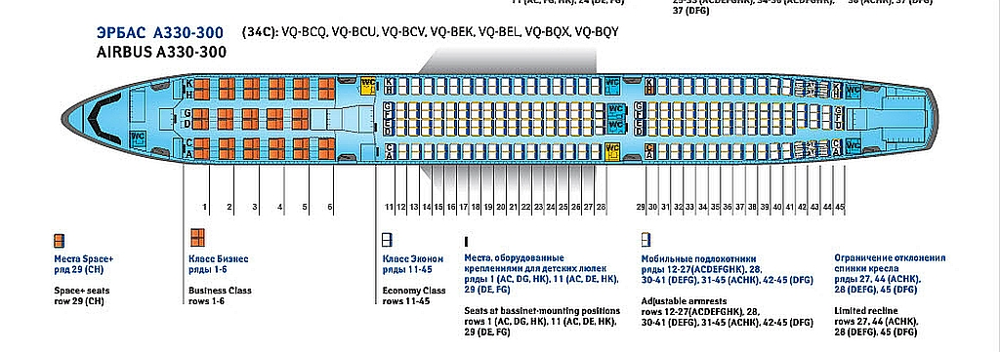 37 (DFG)
ЭРБАС А330-300 (34C): VQ-BCQ, VQ-BCU, VQ-BCV, VQ-BEK, VQ-BEL, VQ-BQX, VQ-BQY
AIRBUS A330-300
K
H
G
D
C
A
WC
WC
K
H
G
F
E
D
C
A
WC
WC
WC
WC
K
H
G
F
E
D
C
A
K
H
G
F
D
C
A
WC
WC
1 2 3 4 5 6 11 12 13 14 15 16 17 18 19 20 21 22 23 24 25 26 27 28 29 30 31 32 33 34 35 36 37 38 39 40 41 42 43 44 45
Места Space+
ряд 29 (CH)
Space+ seats
row 29 (CH)
Класс Бизнес
ряды 1-6
Business Class
rows 1-6
Класс Эконом
ряды 11-45
Economy Class
rows 11-45
Места, оборудованные
креплениями для детских люлек
ряды 1 (AC, DG, HK), 11 (AC, DE, HK),
29 (DE, FG)
Seats at bassinet-mounting positions
rows 1 (AC, DG, HK), 11 (AC, DE, HK),
29 (DE, FG)
Мобильные подлокотники
ряды 12-27(ACDEFGHK), 28,
30-41 (DEFG), 31-45 (ACHK), 42-45 (DFG)
Adjustable armrests
rows 12-27(ACDEFGHK), 28,
30-41 (DEFG), 31-45 (ACHK), 42-45 (DFG)
Ограничение отклонения
спинки кресла
ряды 27, 44 (ACHK),
28 (DEFG), 45 (DFG)
Limited recline
rows 27, 44 (ACHK),
28 (DEFG), 45 (DFG)